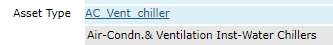 Asset Type AC_Vent_chiller
Air-Condn.& Ventilation Inst-Water Chillers